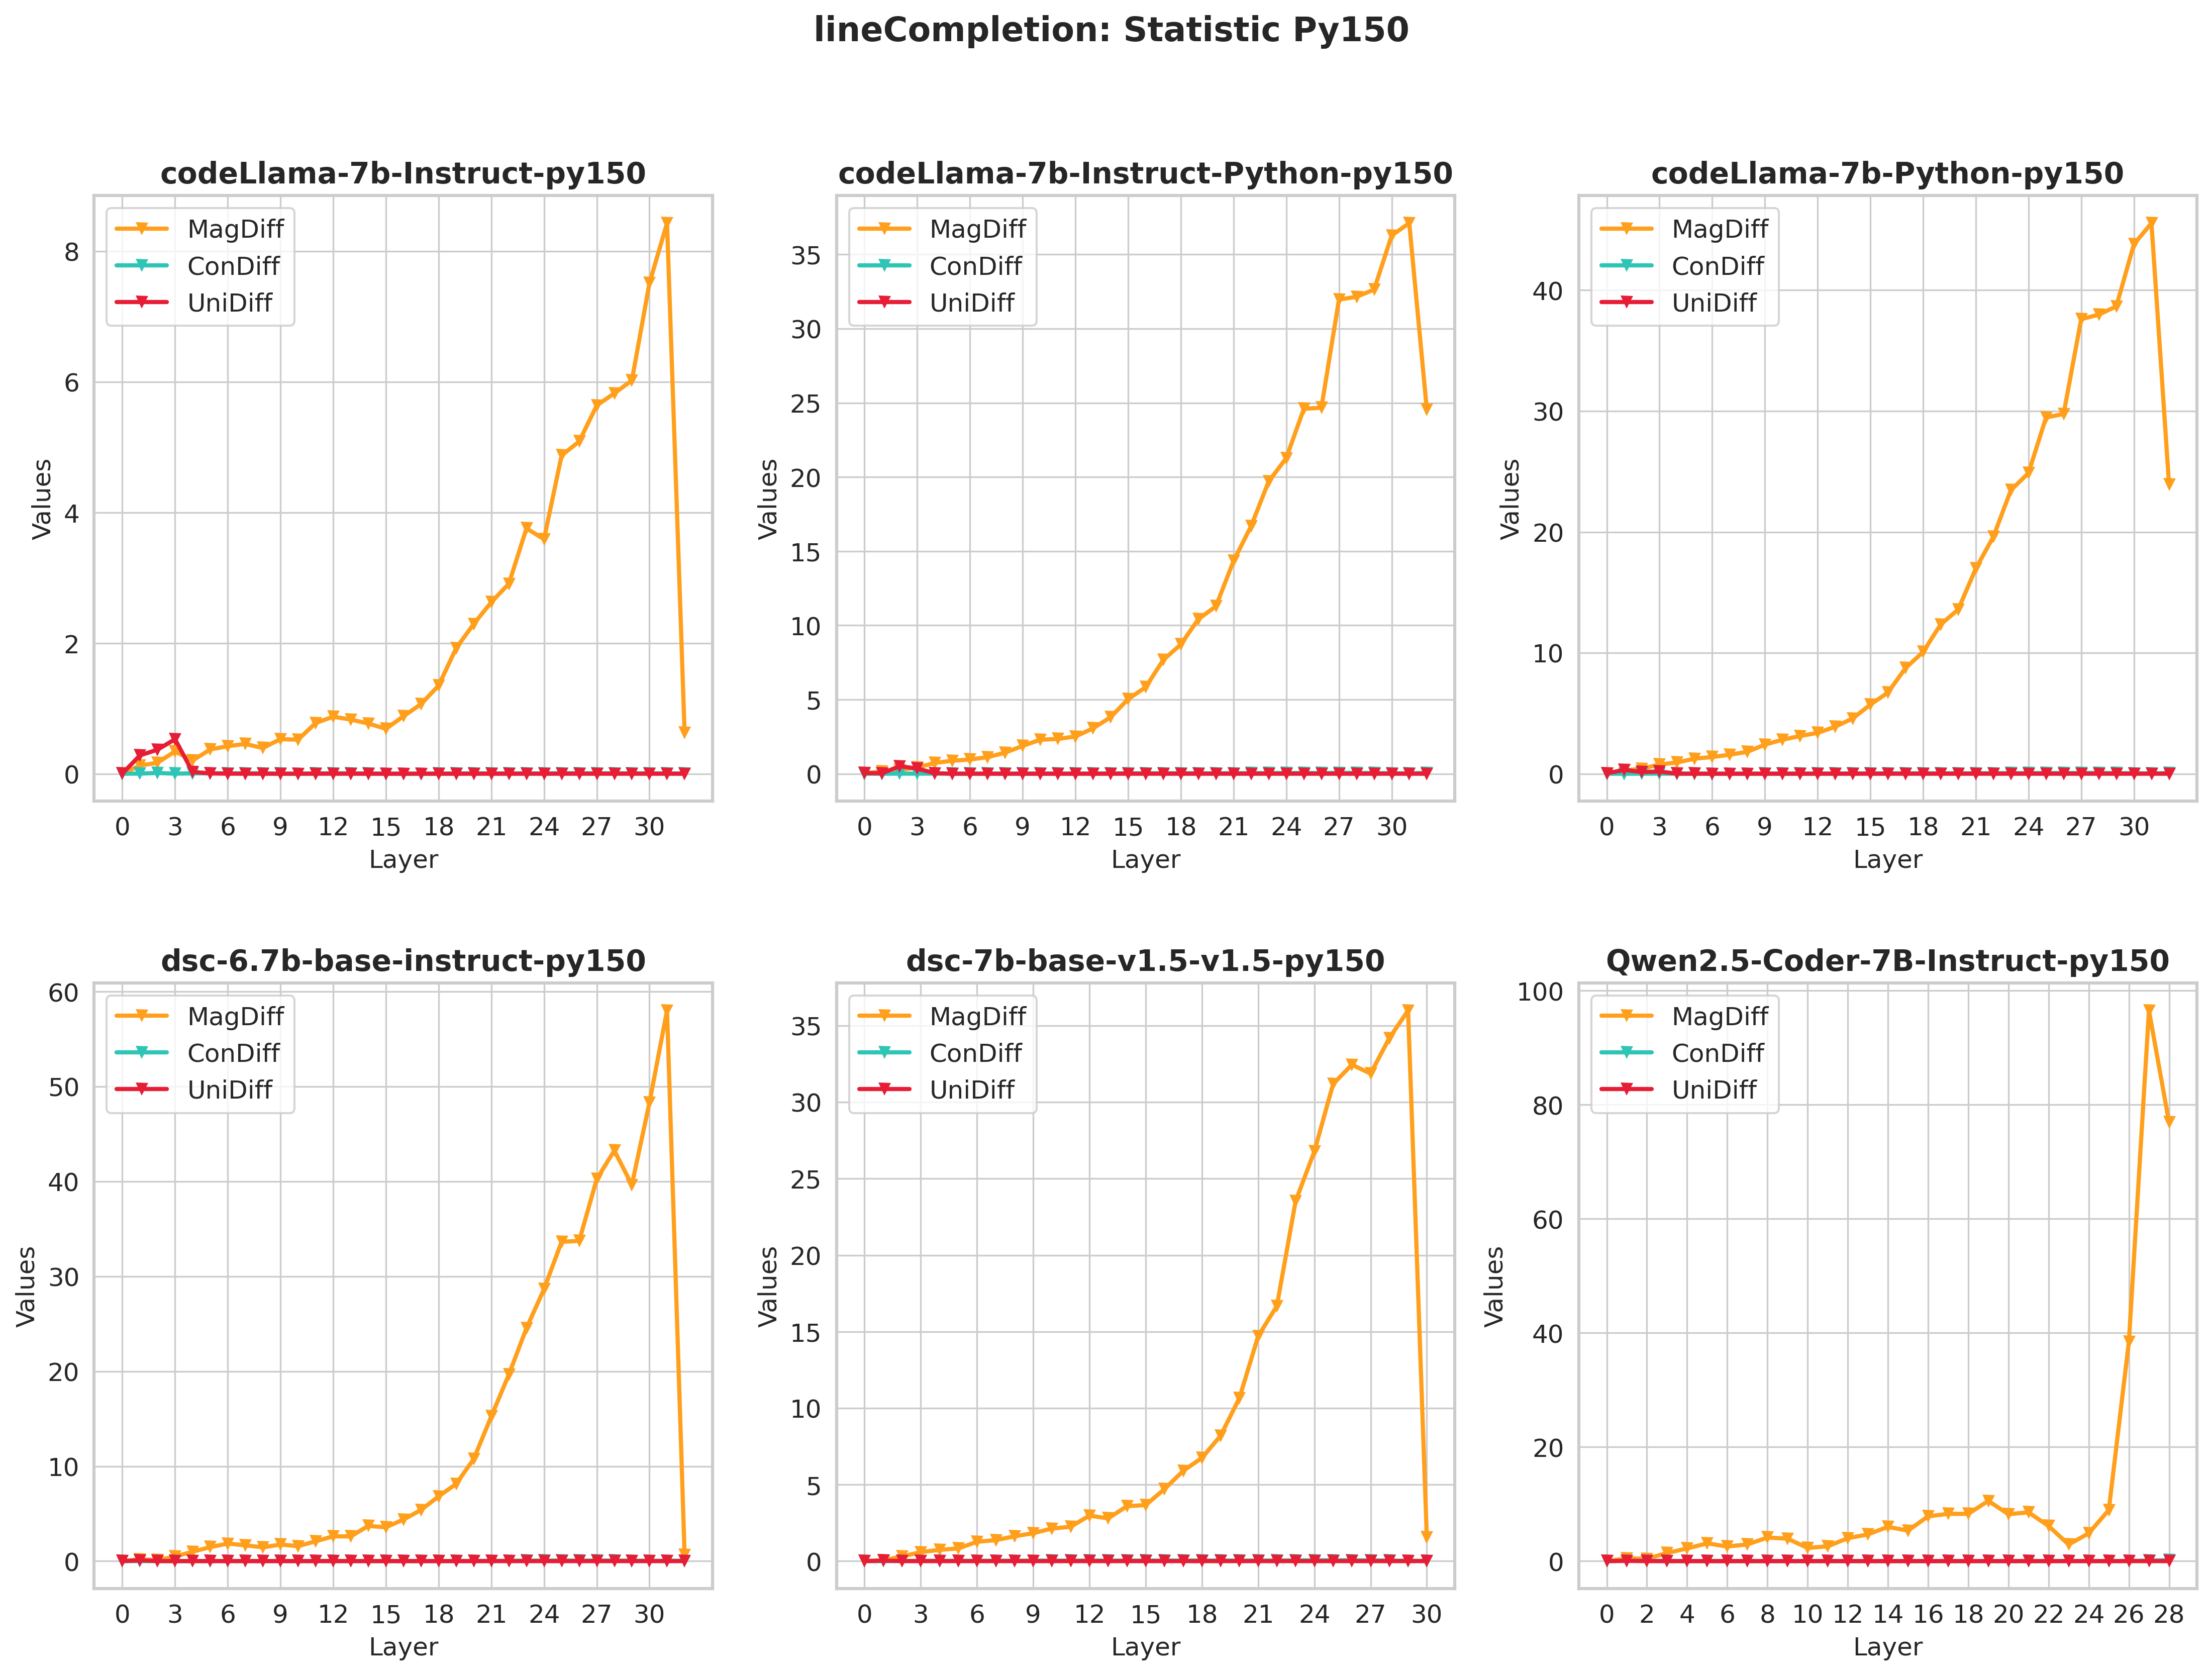 lineCompletion: Statistic Py150
codeLlama-7b-Instruct-py150
MagDiff
ConDiff
UniDiff
8
6
4
2
0
Values
0 3 6 9 12 15 18 21 24 27 30
Layer
codeLlama-7b-Instruct-Python-py150
MagDiff
ConDiff
UniDiff
35
30
25
20
15
10
5
0
Values
0 3 6 9 12 15 18 21 24 27 30
Layer
codeLlama-7b-Python-py150
MagDiff
ConDiff
UniDiff
40
30
20
10
0
Values
0 3 6 9 12 15 18 21 24 27 30
Layer
dsc-6.7b-base-instruct-py150
MagDiff
ConDiff
UniDiff
60
50
40
30
20
10
0
Values
0 3 6 9 12 15 18 21 24 27 30
Layer
dsc-7b-base-v1.5-v1.5-py150
MagDiff
ConDiff
UniDiff
35
30
25
20
15
10
5
0
Values
0 3 6 9 12 15 18 21 24 27 30
Layer
Qwen2.5-Coder-7B-Instruct-py150
MagDiff
ConDiff
UniDiff
100
80
60
40
20
0
Values
0 2 4 6 8 10 12 14 16 18 20 22 24 26 28
Layer